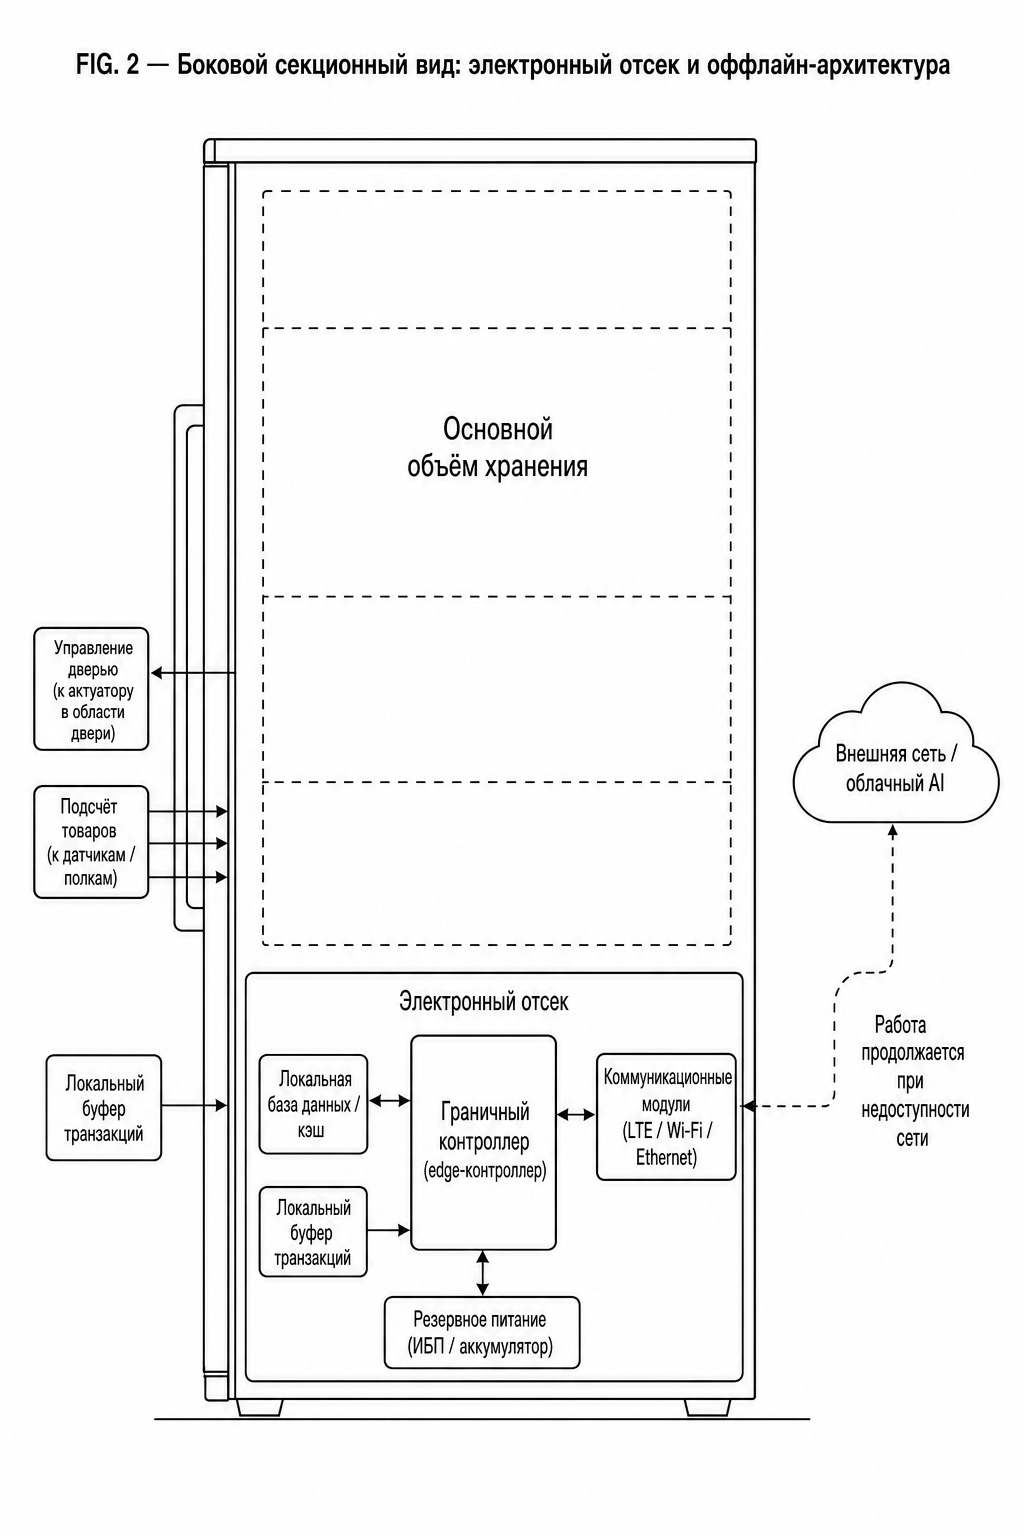 FIG. 2 — Боковой секционный вид: электронный отсек и оффлайн-архитектура
Основной
объём хранения
Управление
дверью
(к актуатору
в области
двери)
Подсчёт
товаров
(к датчикам /
полкам)
Внешняя сеть /
облачный AI
Работа
продолжается
при
недоступности
сети
Локальный
буфер
транзакций
Электронный отсек
Локальная
база данных /
кэш
Граничный
контроллер
(edge-контроллер)
Коммуникационные
модули
(LTE / Wi-Fi /
Ethernet)
Локальный
буфер
транзакций
Резервное питание
(ИБП / аккумулятор)